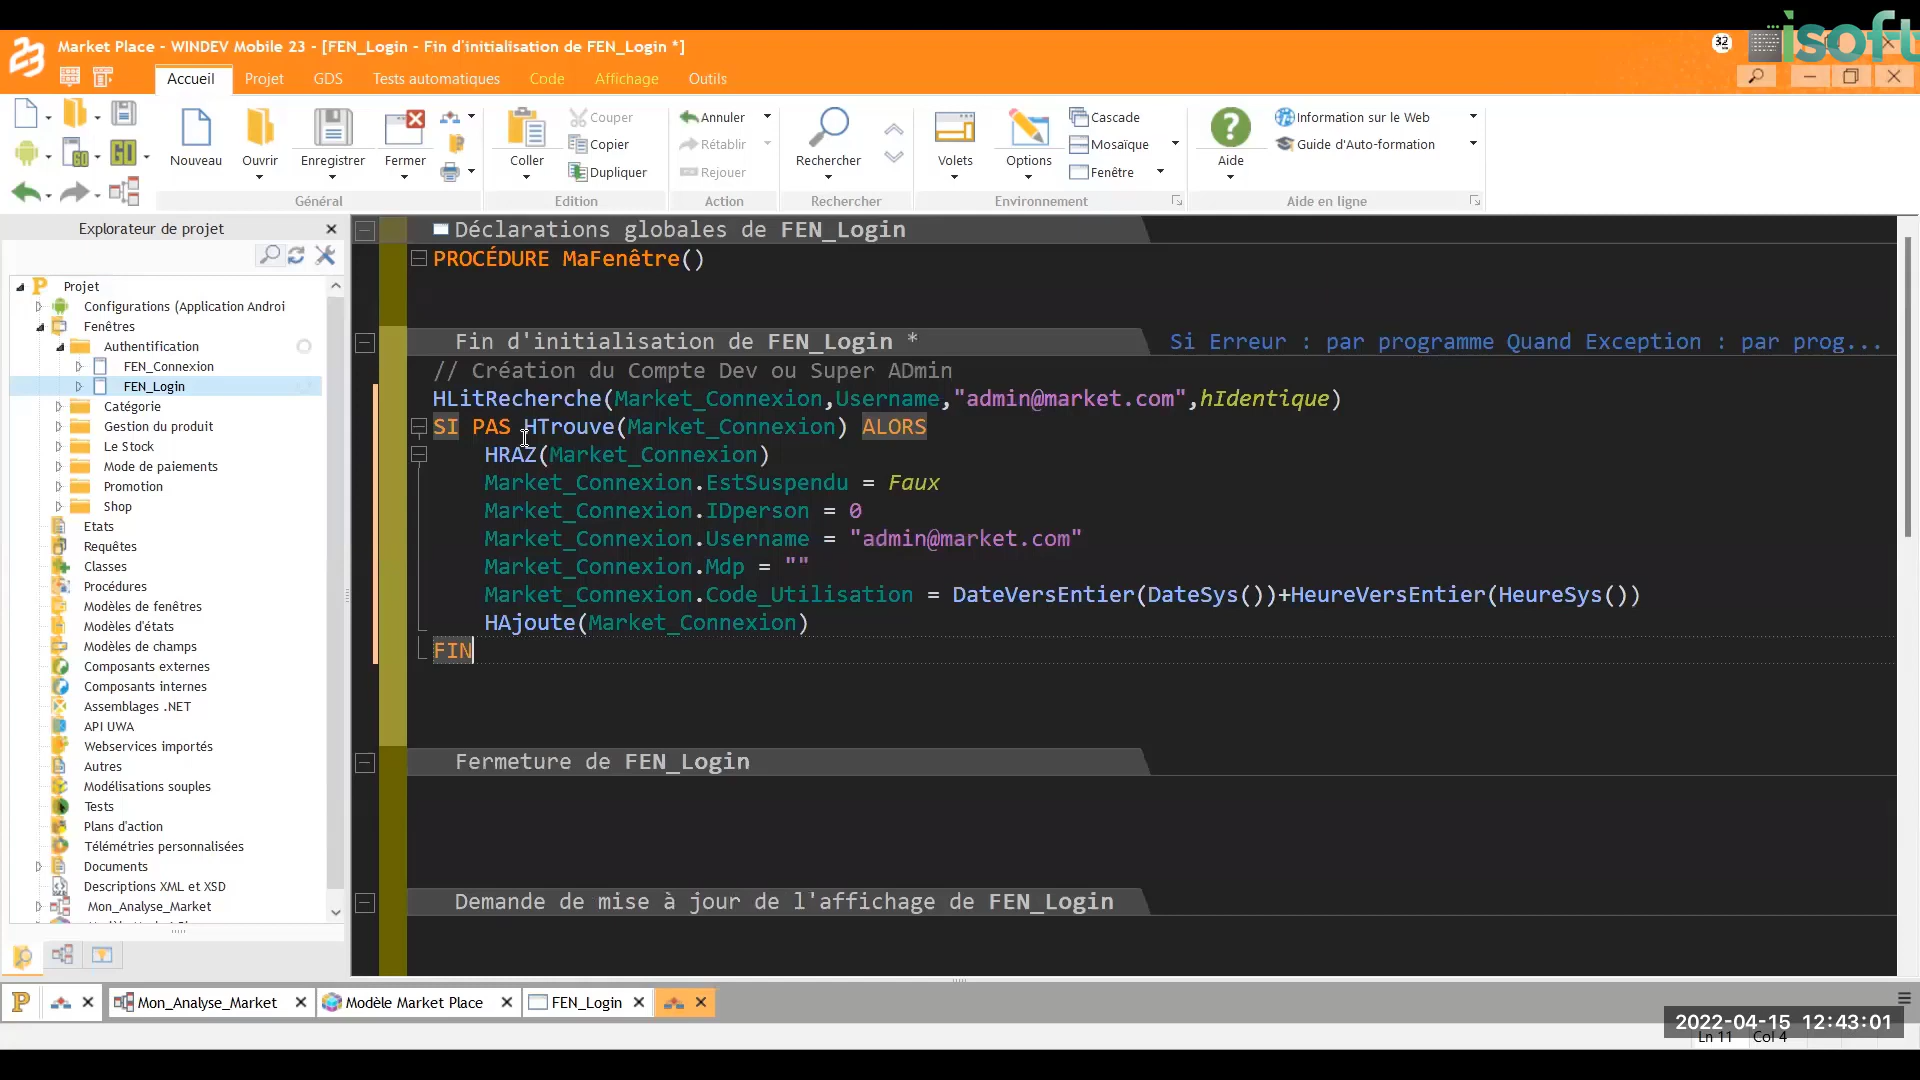 isoft
Market Place - WINDEV Mobile 23 - [FEN_Login - Fin d'initialisation de FEN_Login *]
32
Accueil Projet GDS Tests automatiques Code Affichage Outils
Nouveau Ouvrir Enregistrer Fermer Coller Couper Copier Dupliquer Annuler Rétablir Rejouer Rechercher Volets Options Cascade Mosaïque Fenêtre Aide Information sur le Web Guide d'Auto-formation
Général Edition Action Rechercher Environnement Aide en ligne
Explorateur de projet
Projet
Configurations (Application Androi
Fenêtres
Authentification
FEN_Connexion
FEN_Login
Catégorie
Gestion du produit
Le Stock
Mode de paiements
Promotion
Shop
Etats
Requêtes
Classes
Procédures
Modèles de fenêtres
Modèles d'états
Modèles de champs
Composants externes
Composants internes
Assemblages .NET
API UWA
Webservices importés
Autres
Modélisations souples
Tests
Plans d'action
Télémétries personnalisées
Documents
Descriptions XML et XSD
Mon_Analyse_Market
Déclarations globales de FEN_Login
PROCÉDURE MaFenêtre()
Fin d'initialisation de FEN_Login * Si Erreur : par programme Quand Exception : par prog...
// Création du Compte Dev ou Super ADmin
HLitRecherche(Market_Connexion,Username,"admin@market.com",hIdentique)
SI PAS HTrouve(Market_Connexion) ALORS
HRAZ(Market_Connexion)
Market_Connexion.EstSuspendu = Faux
Market_Connexion.IDperson = 0
Market_Connexion.Username = "admin@market.com"
Market_Connexion.Mdp = ""
Market_Connexion.Code_Utilisation = DateVersEntier(DateSys())+HeureVersEntier(HeureSys())
HAjoute(Market_Connexion)
FIN
Fermeture de FEN_Login
Demande de mise à jour de l'affichage de FEN_Login
Mon_Analyse_Market Modèle Market Place FEN_Login
2022-04-15 12:43:01
Ln 11 Col 4